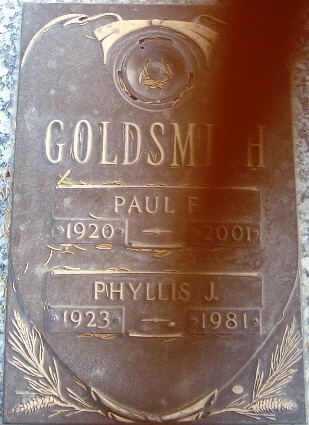 GOLDSMITH
PAUL F.
1920 — 2001
PHYLLIS J.
1923 — 1981